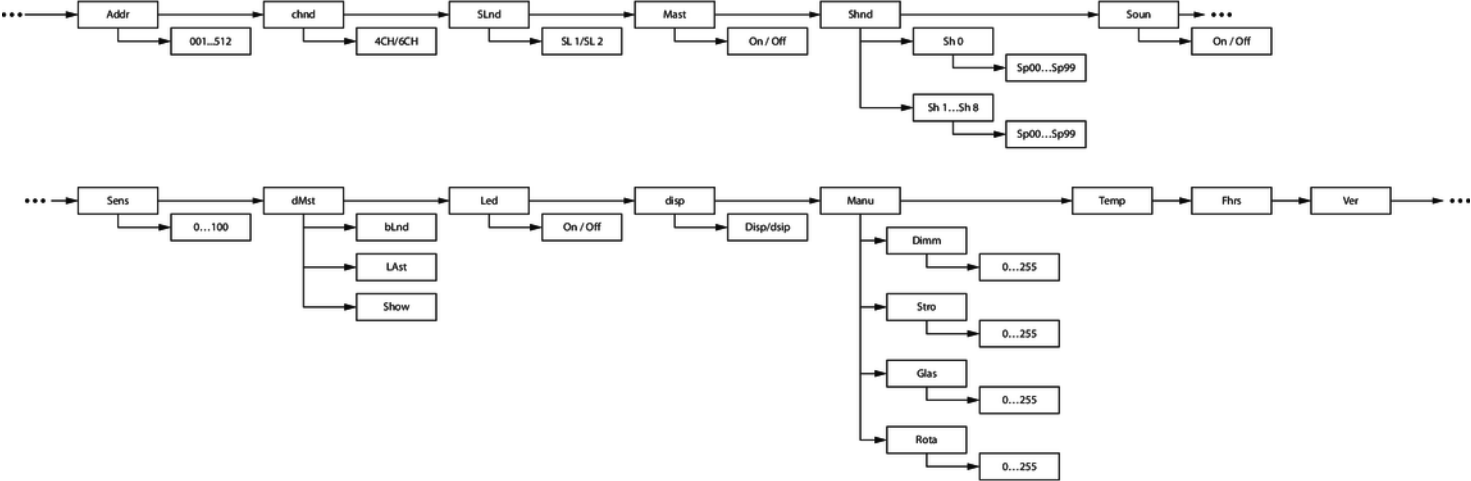 ••• Addr chnd SLnd Mast Shnd Soun •••
001...512 4CH/6CH SL 1/SL 2 On / Off Sh 0 On / Off
Sp00...Sp99
Sh 1...Sh 8
Sp00...Sp99
••• Sens dMst Led disp Manu Temp Fhrs Ver •••
0...100 bLnd On / Off Disp/dsip
Dimm
LAst 0...255
Show Stro
0...255
Glas
0...255
Rota
0...255